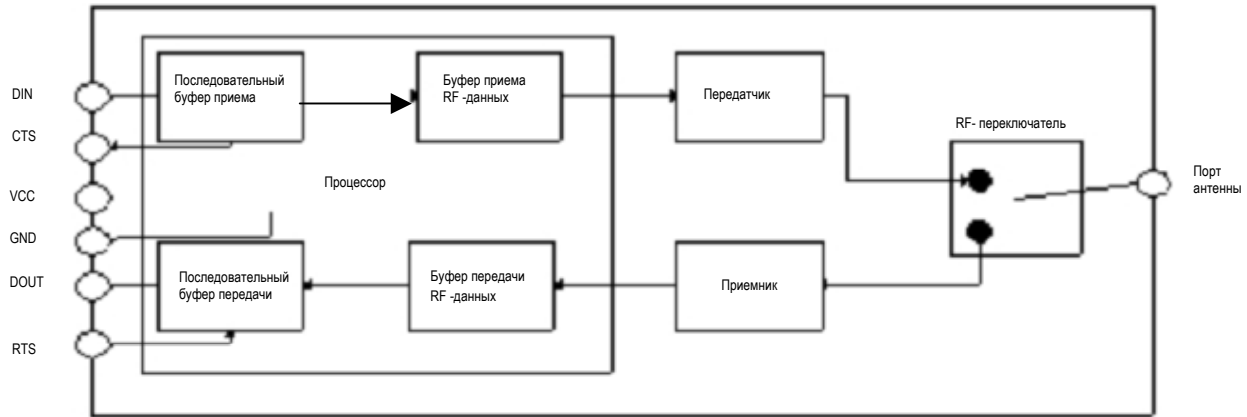 DIN
CTS
VCC
GND
DOUT
RTS
Последовательный
буфер приема
Буфер приема
RF -данных
Передатчик
RF- переключатель
Порт
антенны
Процессор
Последовательный
буфер передачи
Буфер передачи
RF -данных
Приемник